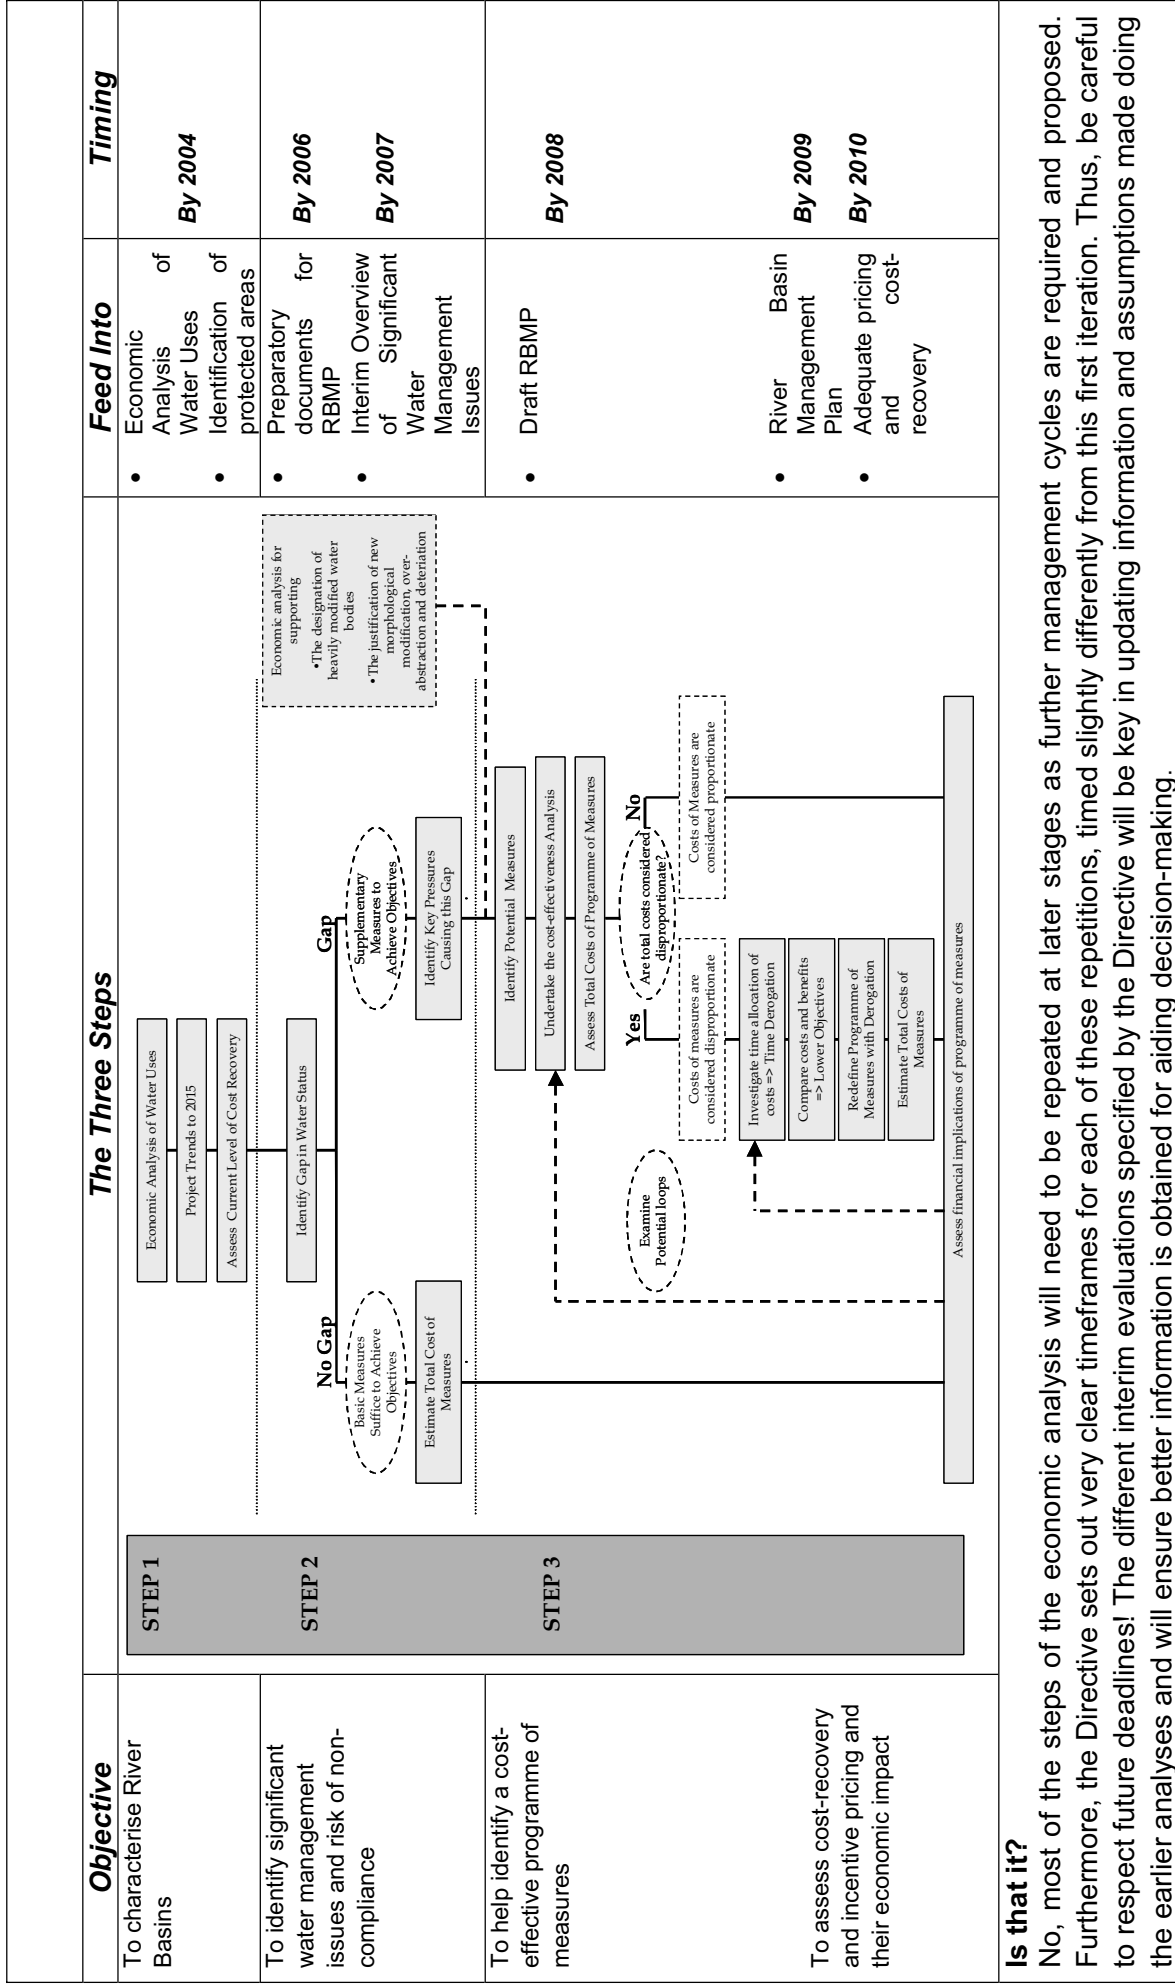 Objective
The Three Steps
Feed Into
Timing
To characterise River
Basins
STEP 1
Economic Analysis of Water Uses
Project Trends to 2015
Assess Current Level of Cost Recovery
• Economic
Analysis of
Water Uses
• Identification of
protected areas
By 2004
To identify significant
water management
issues and risk of non-
compliance
STEP 2
Identify Gap in Water Status
No Gap
Gap
Basic Measures
Suffice to Achieve
Objectives
Supplementary
Measures to
Achieve Objectives
Estimate Total Cost of
Measures
Identify Key Pressures
Causing this Gap
Economic analysis for
supporting
•The designation of
heavily modified water
bodies
•The justification of new
morphological
modification, over-
abstraction and deteriation
• Preparatory
documents for
RBMP
• Interim Overview
of Significant
Water
Management
Issues
By 2006
By 2007
To help identify a cost-
effective programme of
measures
STEP 3
Identify Potential Measures
Undertake the cost-effectiveness Analysis
Assess Total Costs of Programme of Measures
Yes
Are total costs considered
disproportionate?
No
Examine
Potential loops
Costs of measures are
considered disproportionate
Costs of Measures are
considered proportionate
Investigate time allocation of
costs => Time Derogation
Compare costs and benefits
=> Lower Objectives
Redefine Programme of
Measures with Derogation
Estimate Total Costs of
Measures
Assess financial implications of programme of measures
• Draft RBMP
By 2008
To assess cost-recovery
and incentive pricing and
their economic impact
• River Basin
Management
Plan
• Adequate pricing
and cost-
recovery
By 2009
By 2010
Is that it?
No, most of the steps of the economic analysis will need to be repeated at later stages as further management cycles are required and proposed.
Furthermore, the Directive sets out very clear timeframes for each of these repetitions, timed slightly differently from this first iteration. Thus, be careful
to respect future deadlines! The different interim evaluations specified by the Directive will be key in updating information and assumptions made doing
the earlier analyses and will ensure better information is obtained for aiding decision-making.